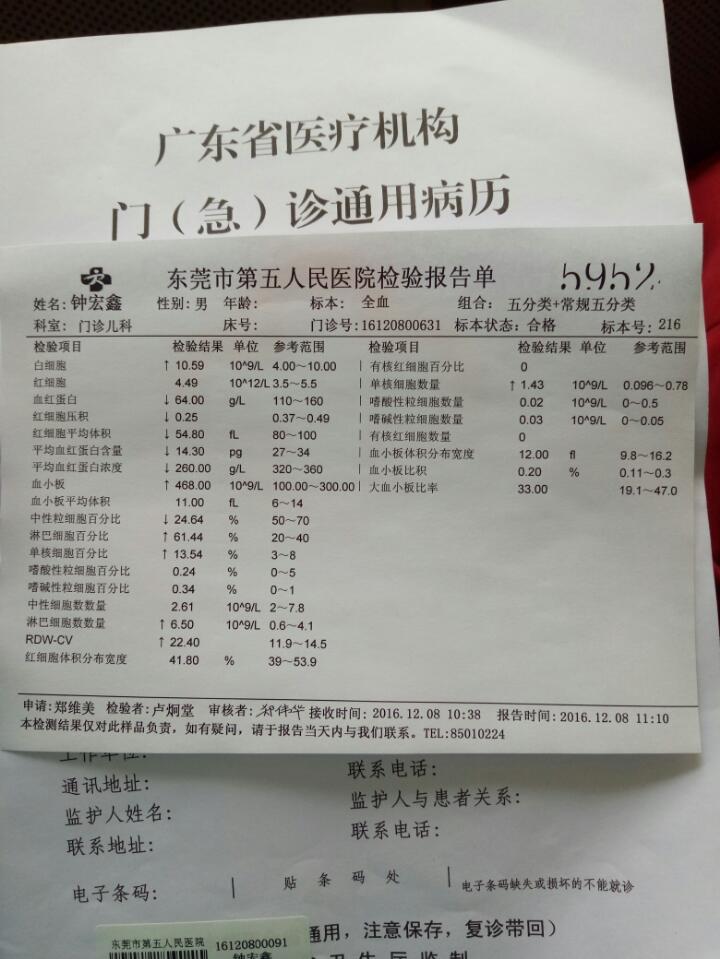 广东省医疗机构
门（急）诊通用病历
东莞市第五人民医院检验报告单
姓名：钟宏鑫 性别：男 年龄： 标本： 全血 组合： 五分类+常规五分类
科室： 门诊儿科 床号： 门诊号：16120800631 标本状态：合格 标本号：216
检验项目 检验结果 单位 参考范围 检验项目 检验结果 单位 参考范围
白细胞 ↑ 10.59 10^9/L 4.00～10.00 有核红细胞百分比 0
红细胞 4.49 10^12/L 3.5～5.5 单核细胞数量 ↑ 1.43 10^9/L 0.096～0.78
血红蛋白 ↓ 64.00 g/L 110～160 嗜酸性粒细胞数量 0.02 10^9/L 0～0.5
红细胞压积 ↓ 0.25 0.37～0.49 嗜碱性粒细胞数量 0.03 10^9/L 0～0.05
红细胞平均体积 ↓ 54.80 fL 80～100 有核红细胞数量 0
平均血红蛋白含量 ↓ 14.30 pg 27～34 血小板体积分布宽度 12.00 fl 9.8～16.2
平均血红蛋白浓度 ↓ 260.00 g/L 320～360 血小板比积 0.20 % 0.11～0.3
血小板 ↑ 468.00 10^9/L 100.00～300.00 大血小板比率 33.00 19.1～47.0
血小板平均体积 11.00 fL 6～14
中性粒细胞百分比 ↓ 24.64 % 50～70
淋巴细胞百分比 ↑ 61.44 % 20～40
单核细胞百分比 ↑ 13.54 % 3～8
嗜酸性粒细胞百分比 0.24 % 0～5
嗜碱性粒细胞百分比 0.34 % 0～1
中性细胞数数量 2.61 10^9/L 2～7.8
淋巴细胞数数量 ↑ 6.50 10^9/L 0.6～4.1
RDW-CV ↑ 22.40 11.9～14.5
红细胞体积分布宽度 41.80 % 39～53.9
申请：郑维美 检验者：卢炯堂 审核者： 接收时间：2016.12.08 10:38 报告时间：2016.12.08 11:10
本检测结果仅对此样品负责，如有疑问，请于报告当天内与我们联系。TEL:85010224
工作单位： 联系电话：
通讯地址： 监护人与患者关系：
监护人姓名： 联系电话：
联系地址：
电子条码： 贴条码处 电子条码缺失或损坏的不能就诊
通用，注意保存，复诊带回）
东莞市第五人民医院 16120800091
钟宏鑫